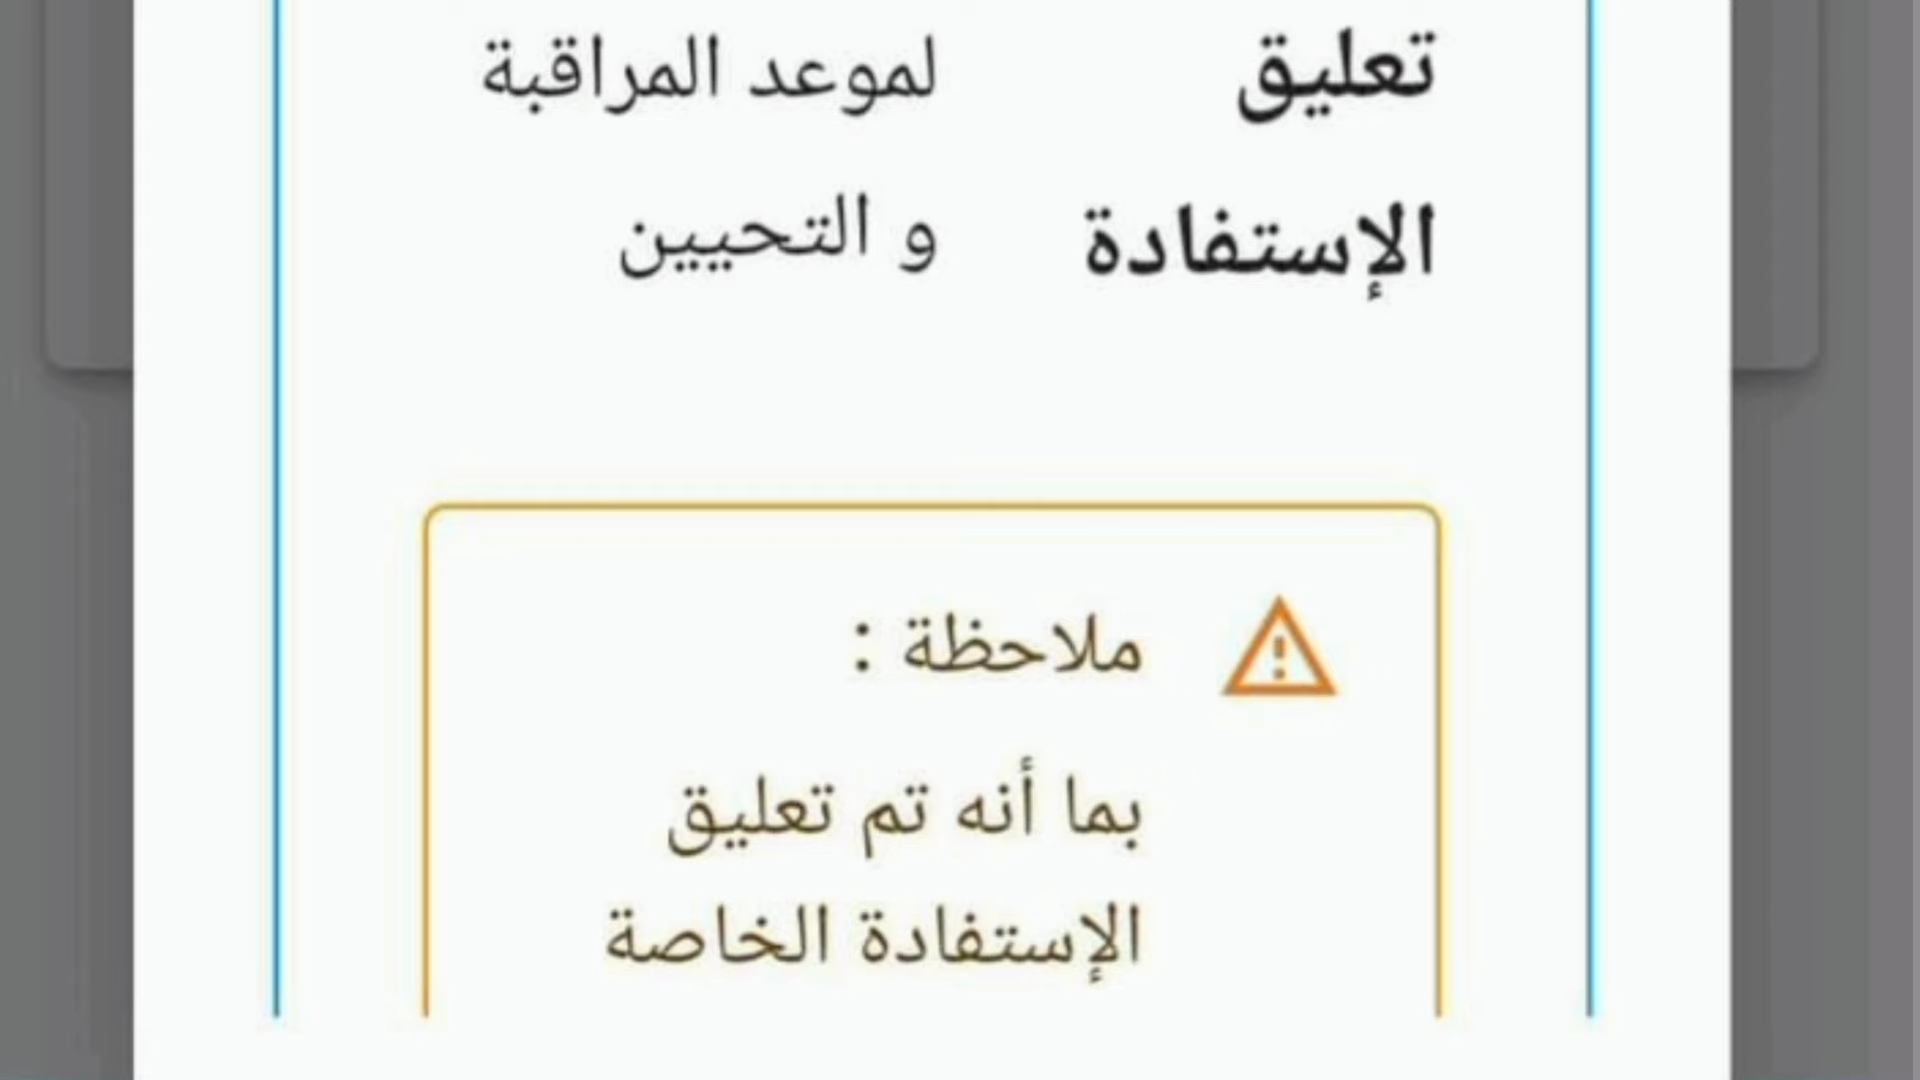 تعليق
الإستفادة
لموعد المراقبة
و التحيين
ملاحظة :
بما أنه تم تعليق
الإستفادة الخاصة